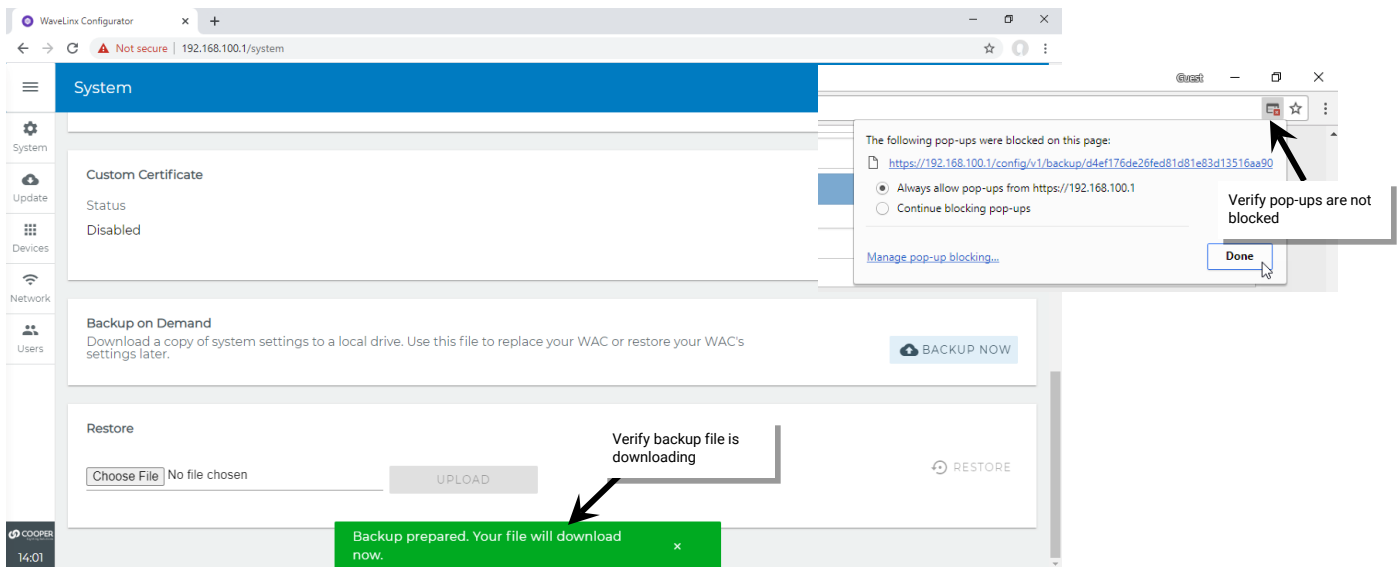 WaveLinx Configurator
Not secure | 192.168.100.1/system
System
System
Update
Devices
Network
Users
COOPER
14:01
Custom Certificate
Status
Disabled
Backup on Demand
Download a copy of system settings to a local drive. Use this file to replace your WAC or restore your WAC's
settings later.
BACKUP NOW
Restore
Choose File No file chosen
UPLOAD
RESTORE
Verify backup file is
downloading
Backup prepared. Your file will download
now.
Guest
The following pop-ups were blocked on this page:
https://192.168.100.1/config/v1/backup/d4ef176de26fed81d81e83d13516aa90
Always allow pop-ups from https://192.168.100.1
Continue blocking pop-ups
Manage pop-up blocking...
Done
Verify pop-ups are not
blocked